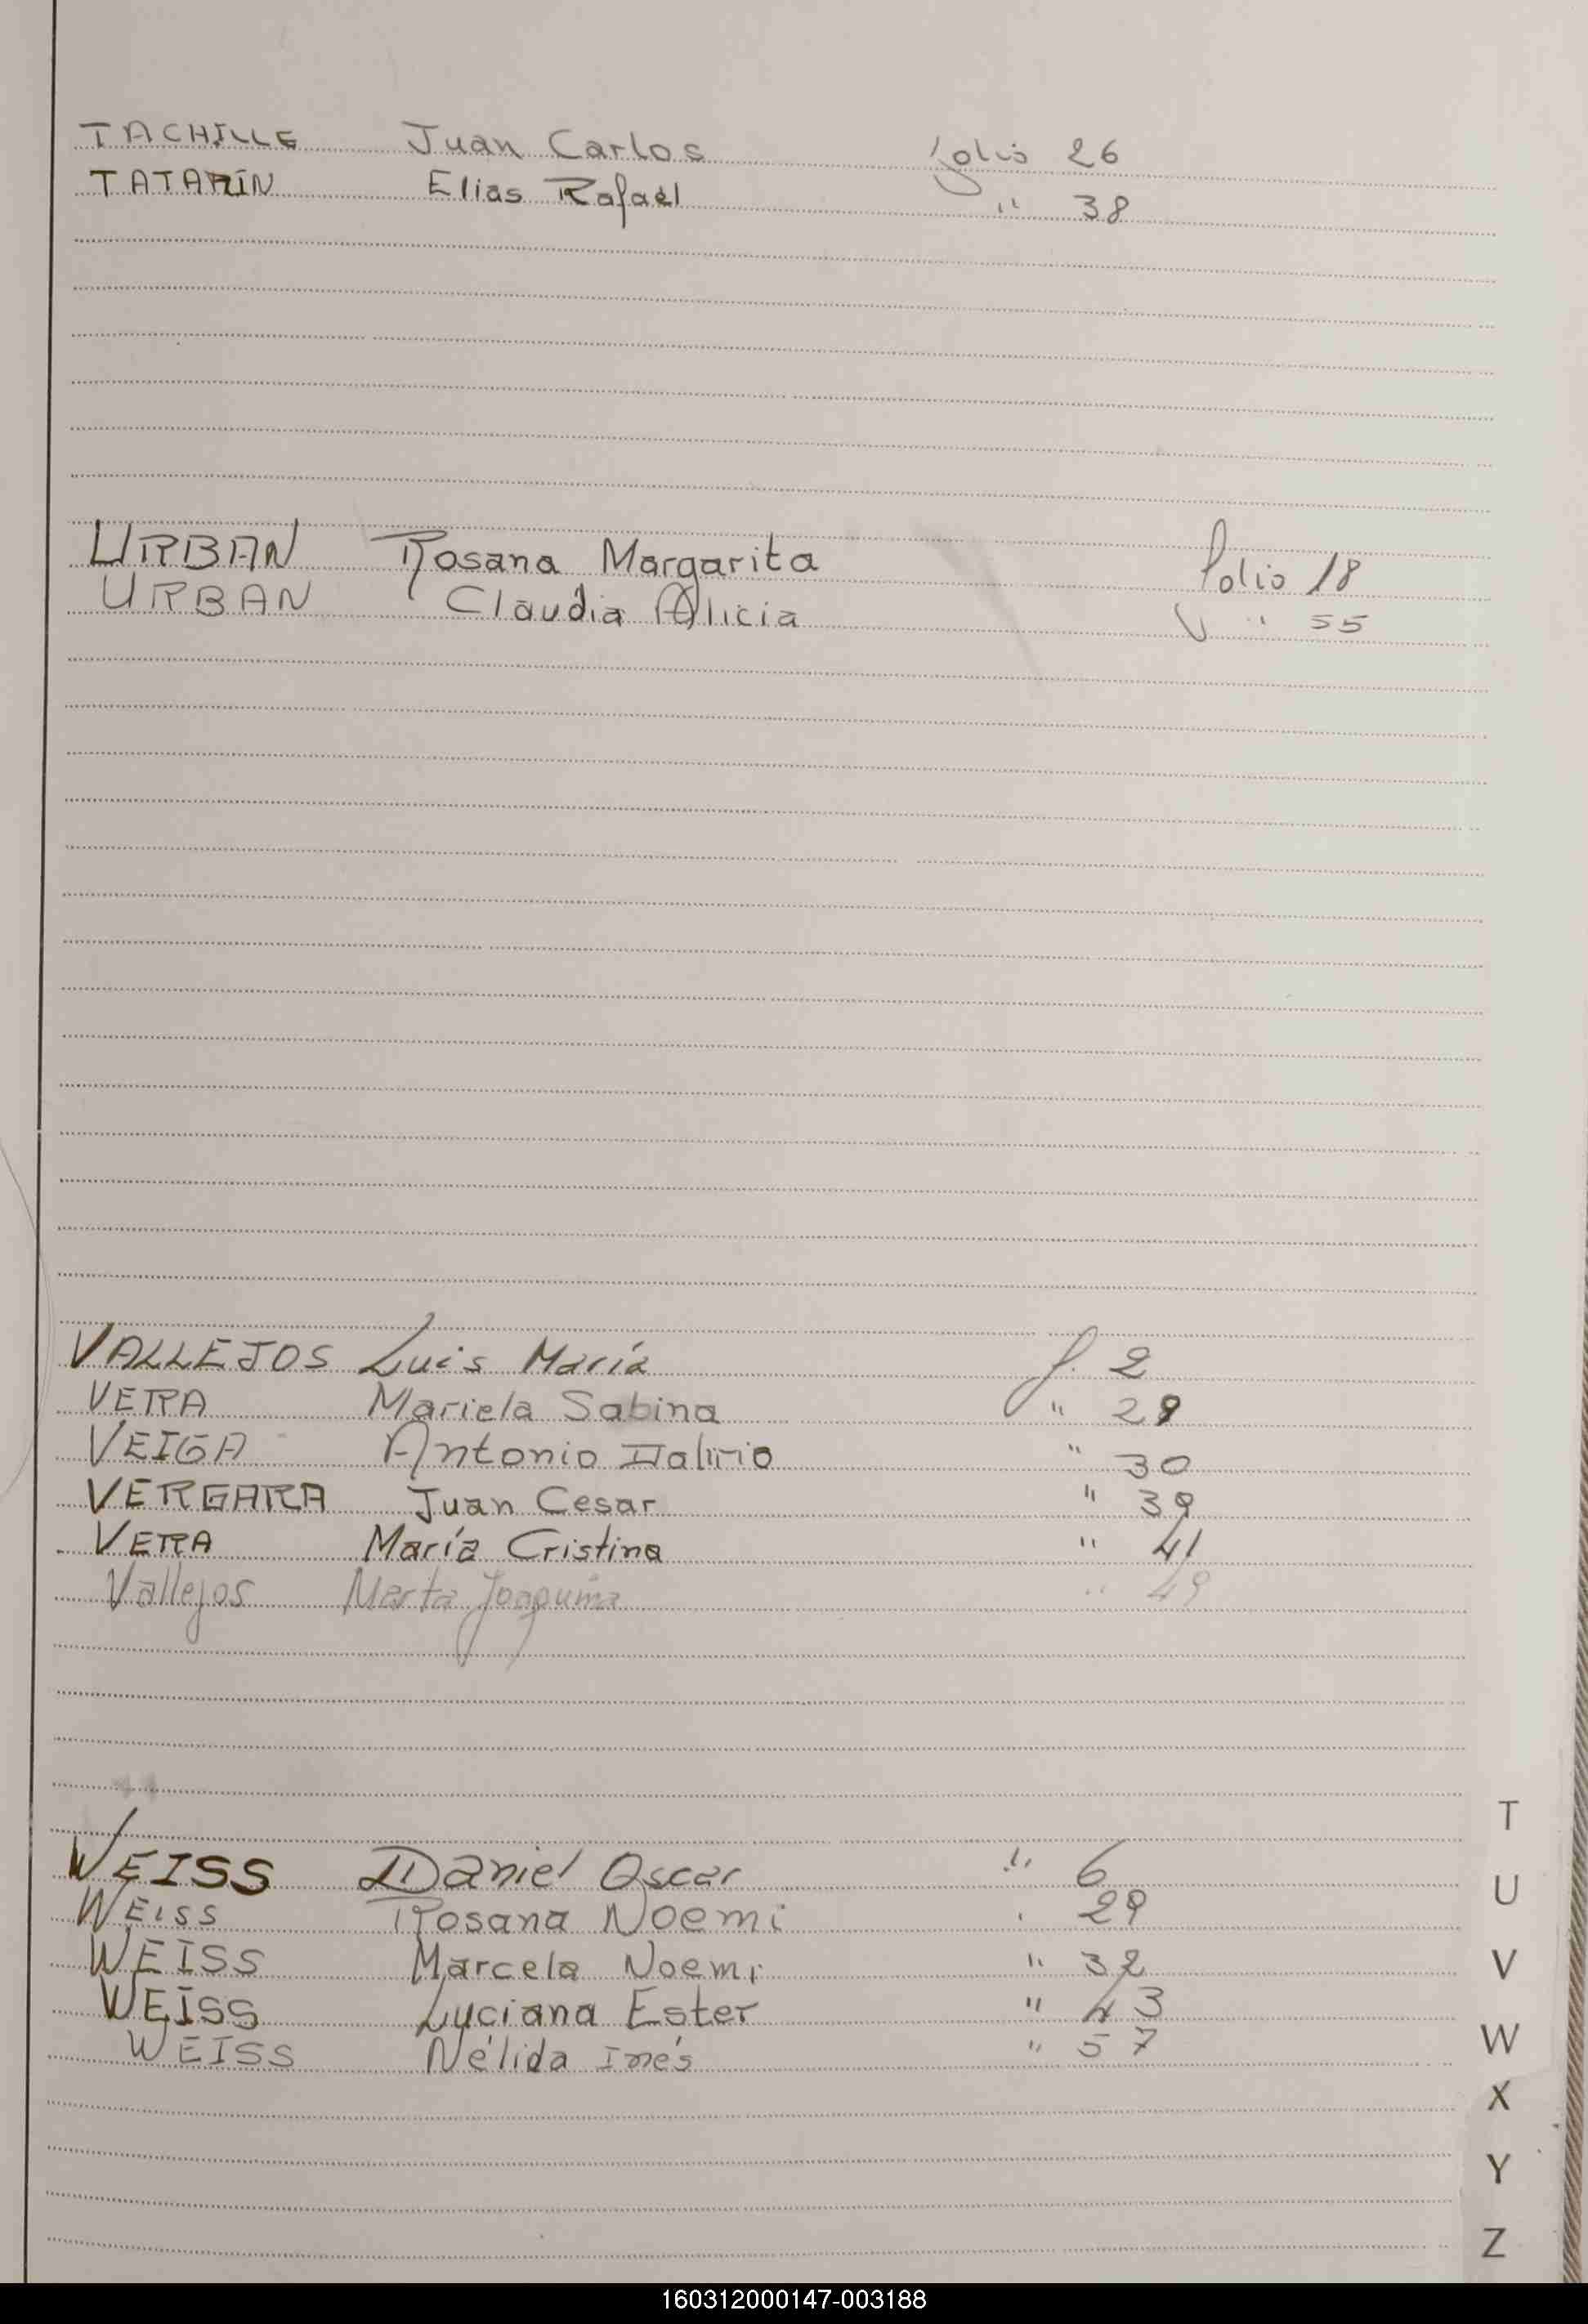 TACHILLE Juan Carlos folio 26
TATARÍN Elias Rafael " 38
URBAN Rosana Margarita folio 18
URBAN Claudia Alicia " 55
VALLEJOS Luis María f. 2
VERA Mariela Sabina " 29
VEIGA Antonio Dalirio " 30
VERGARA Juan Cesar " 39
VERA María Cristina " 41
Vallejos Marta Joaquina " 49
WEISS Daniel Oscar " 6
WEISS Rosana Noemi " 29
WEISS Marcela Noemi " 32
WEISS Luciana Ester " 43
WEISS Nélida Inés " 57
T
U
V
W
X
Y
Z
160312000147-003188